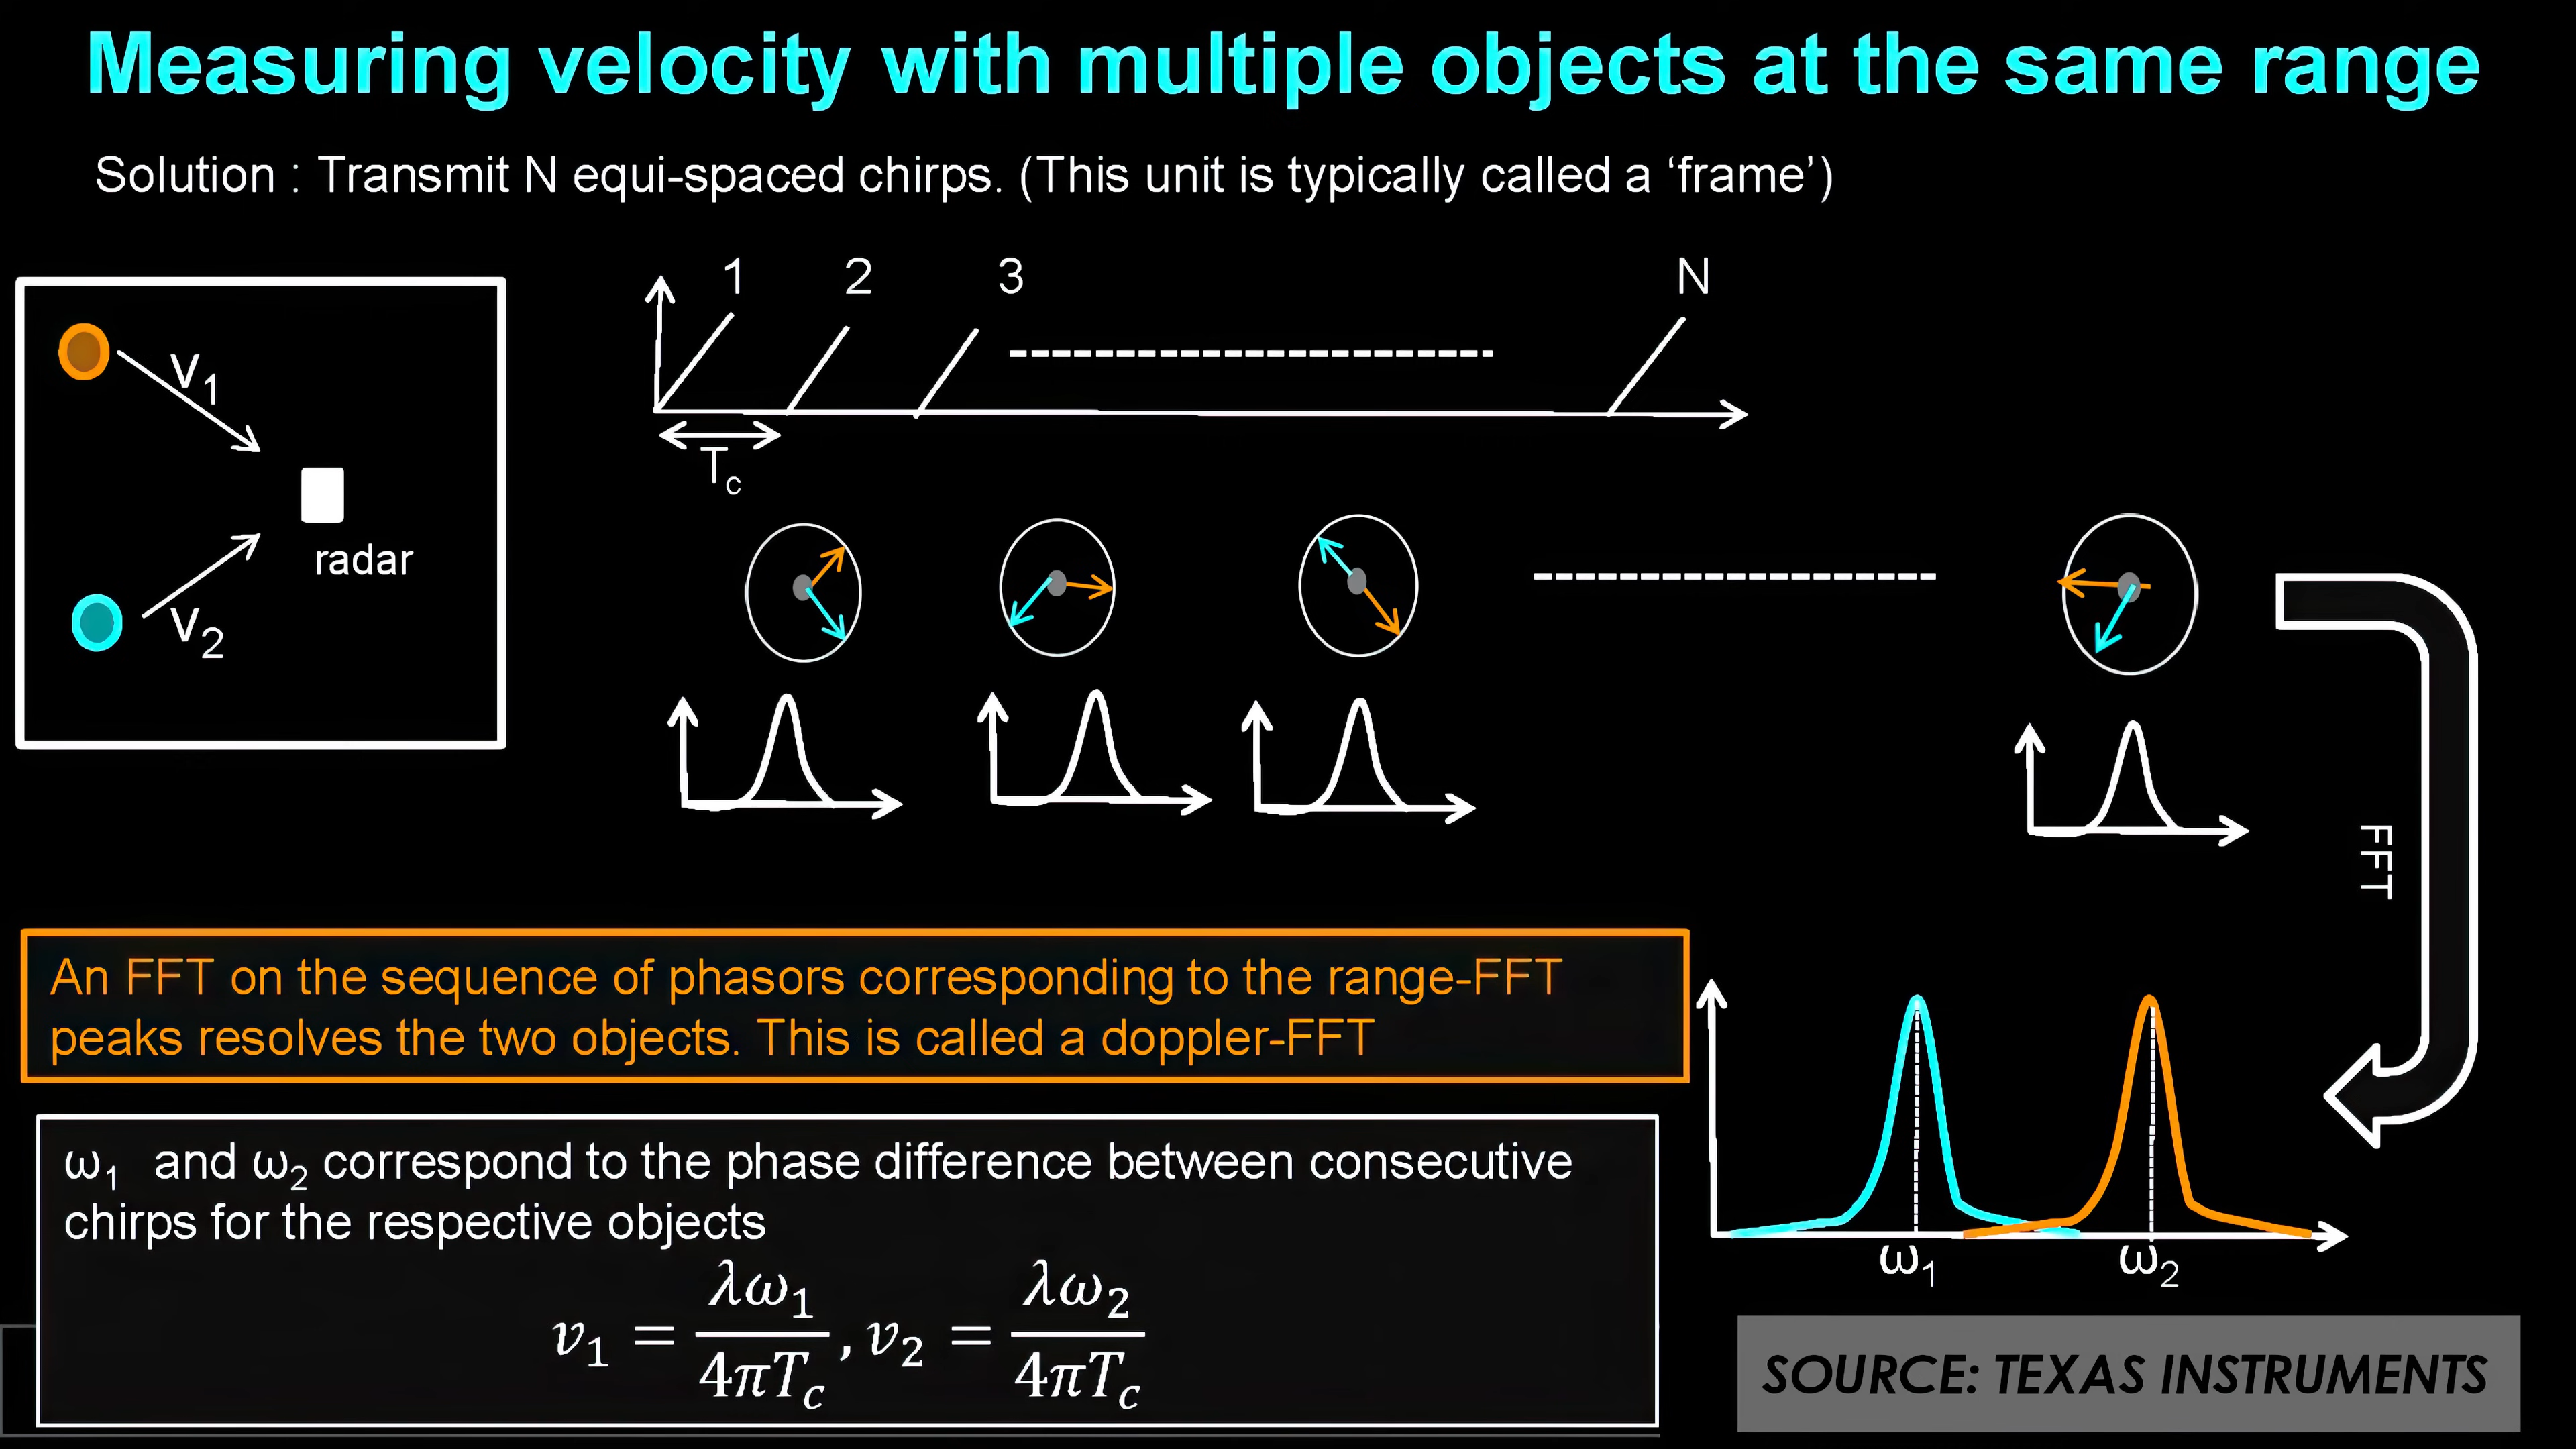 Measuring velocity with multiple objects at the same range
Solution : Transmit N equi-spaced chirps. (This unit is typically called a ‘frame’)
1 2 3 N
v₁
radar
v₂
T_c
FFT
An FFT on the sequence of phasors corresponding to the range-FFT
peaks resolves the two objects. This is called a doppler-FFT
ω₁ and ω₂ correspond to the phase difference between consecutive
chirps for the respective objects
v₁ = λω₁/4πT_c , v₂ = λω₂/4πT_c
ω₁ ω₂
SOURCE: TEXAS INSTRUMENTS